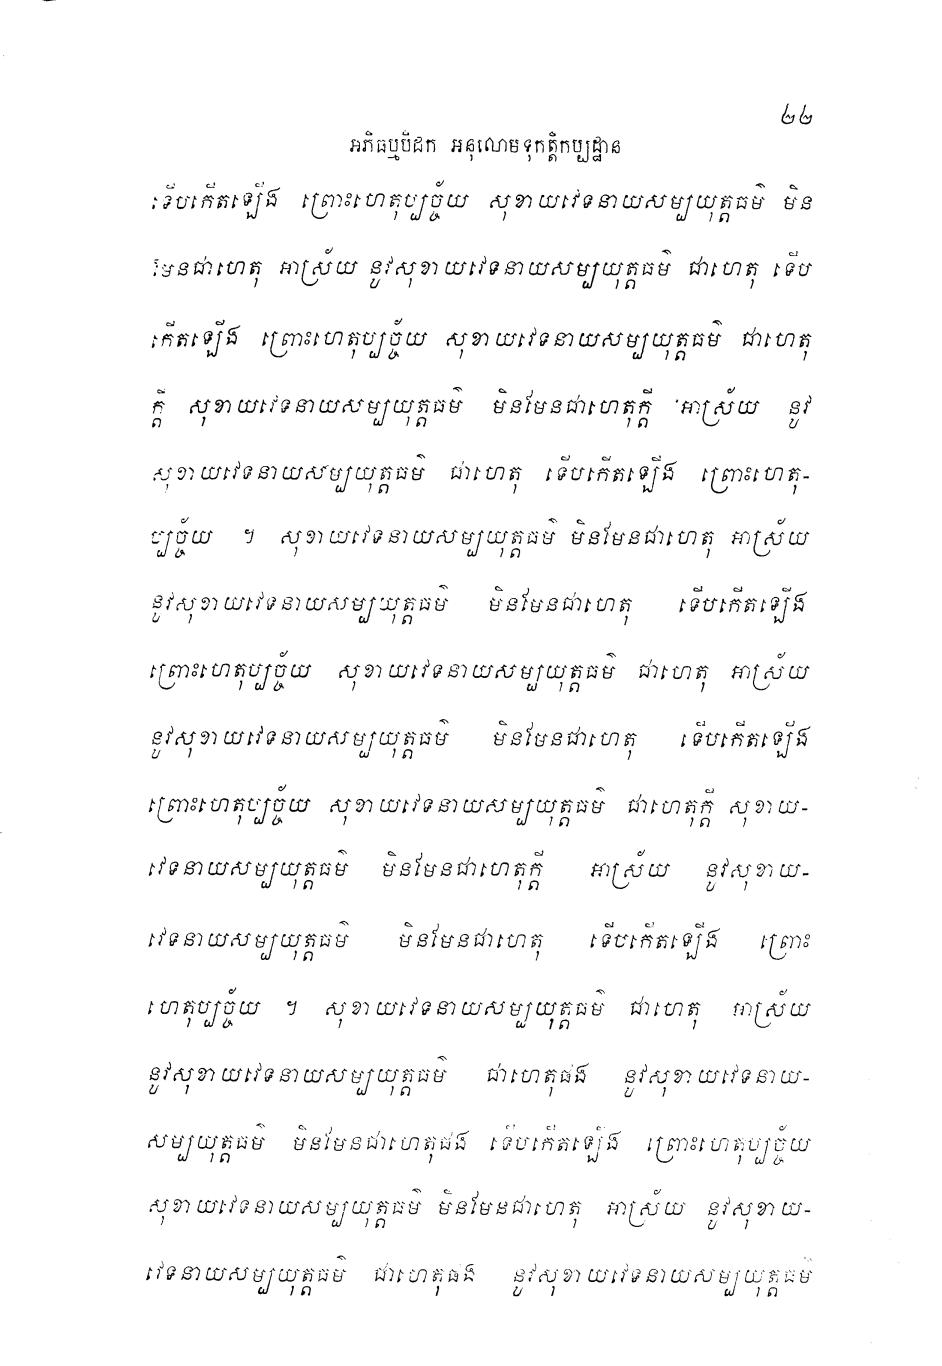 ២២
អភិធម្មបិដក អនុលោមទុកត្តិកប្បដ្ឋាន
ទើបកើតឡើង ព្រោះហេតុប្បច្ច័យ សុខាយវេទនាយសម្បយុត្តធម៌ មិន
មែនជាហេតុ អាស្រ័យ នូវសុខាយវេទនាយសម្បយុត្តធម៌ ជាហេតុ ទើប
កើតឡើង ព្រោះហេតុប្បច្ច័យ សុខាយវេទនាយសម្បយុត្តធម៌ ជាហេតុ
ក្តី សុខាយវេទនាយសម្បយុត្តធម៌ មិនមែនជាហេតុក្តី អាស្រ័យ នូវ
សុខាយវេទនាយសម្បយុត្តធម៌ ជាហេតុ ទើបកើតឡើង ព្រោះហេតុ-
ប្បច្ច័យ ។ សុខាយវេទនាយសម្បយុត្តធម៌ មិនមែនជាហេតុ អាស្រ័យ
នូវសុខាយវេទនាយសម្បយុត្តធម៌ មិនមែនជាហេតុ ទើបកើតឡើង
ព្រោះហេតុប្បច្ច័យ សុខាយវេទនាយសម្បយុត្តធម៌ ជាហេតុ អាស្រ័យ
នូវសុខាយវេទនាយសម្បយុត្តធម៌ មិនមែនជាហេតុ ទើបកើតឡើង
ព្រោះហេតុប្បច្ច័យ សុខាយវេទនាយសម្បយុត្តធម៌ ជាហេតុក្តី សុខាយ-
វេទនាយសម្បយុត្តធម៌ មិនមែនជាហេតុក្តី អាស្រ័យ នូវសុខាយ-
វេទនាយសម្បយុត្តធម៌ មិនមែនជាហេតុ ទើបកើតឡើង ព្រោះ
ហេតុប្បច្ច័យ ។ សុខាយវេទនាយសម្បយុត្តធម៌ ជាហេតុ អាស្រ័យ
នូវសុខាយវេទនាយសម្បយុត្តធម៌ ជាហេតុផង នូវសុខាយវេទនាយ-
សម្បយុត្តធម៌ មិនមែនជាហេតុផង ទើបកើតឡើង ព្រោះហេតុប្បច្ច័យ
សុខាយវេទនាយសម្បយុត្តធម៌ មិនមែនជាហេតុ អាស្រ័យ នូវសុខាយ-
វេទនាយសម្បយុត្តធម៌ ជាហេតុផង នូវសុខាយវេទនាយសម្បយុត្តធម៌